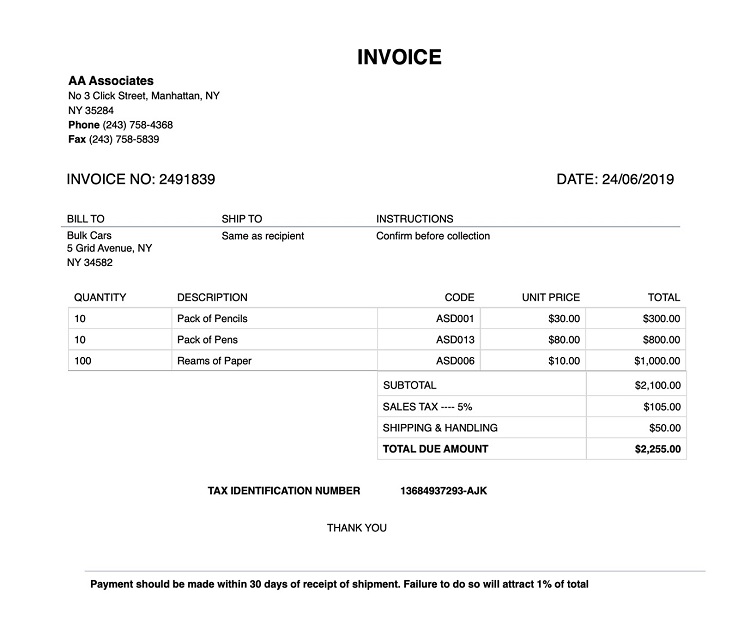 INVOICE
AA Associates
No 3 Click Street, Manhattan, NY
NY 35284
Phone (243) 758-4368
Fax (243) 758-5839
INVOICE NO: 2491839 DATE: 24/06/2019
BILL TO SHIP TO INSTRUCTIONS
Bulk Cars Same as recipient Confirm before collection
5 Grid Avenue, NY
NY 34582
QUANTITY DESCRIPTION CODE UNIT PRICE TOTAL
10 Pack of Pencils ASD001 $30.00 $300.00
10 Pack of Pens ASD013 $80.00 $800.00
100 Reams of Paper ASD006 $10.00 $1,000.00
SUBTOTAL $2,100.00
SALES TAX ---- 5% $105.00
SHIPPING & HANDLING $50.00
TOTAL DUE AMOUNT $2,255.00
TAX IDENTIFICATION NUMBER 13684937293-AJK
THANK YOU
Payment should be made within 30 days of receipt of shipment. Failure to do so will attract 1% of total